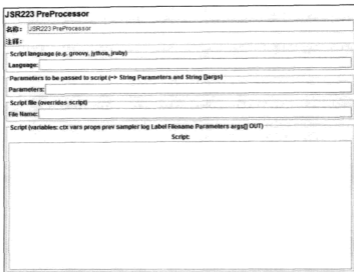 JSR223 PreProcessor
名称： JSR223 PreProcessor
注释：
Script language (e.g. groovy, jython, jruby)
Language:
Parameters to be passed to script (=> String Parameters and String []args)
Parameters:
Script file (overrides script)
File Name:
Script (variables: ctx vars props prev sampler log Label Filename Parameters args[] OUT)
Script: